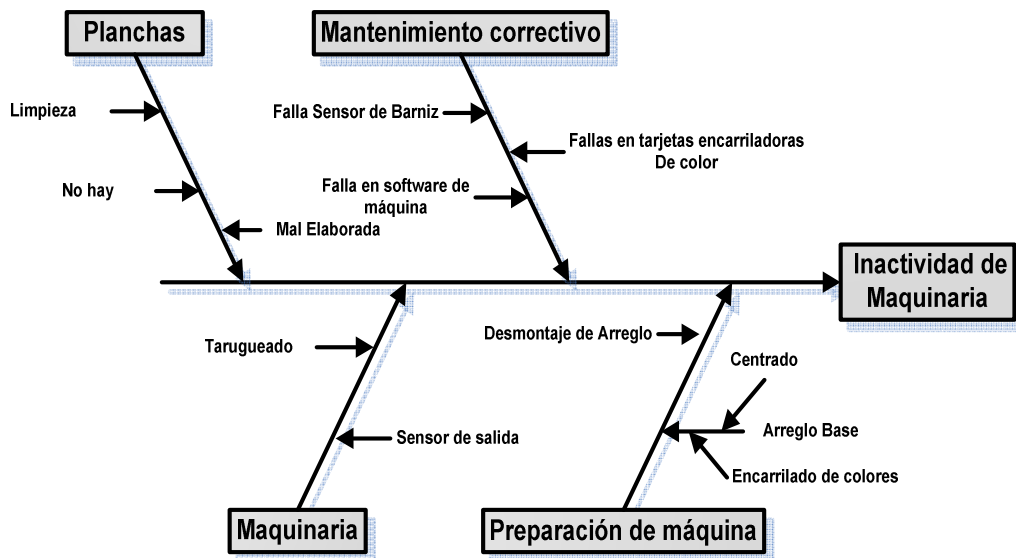 Planchas
Mantenimiento correctivo
Limpieza
Falla Sensor de Barniz
Fallas en tarjetas encarriladoras
De color
No hay
Falla en software de
máquina
Mal Elaborada
Inactividad de
Maquinaria
Tarugueado
Desmontaje de Arreglo
Centrado
Sensor de salida
Arreglo Base
Encarrilado de colores
Maquinaria
Preparación de máquina